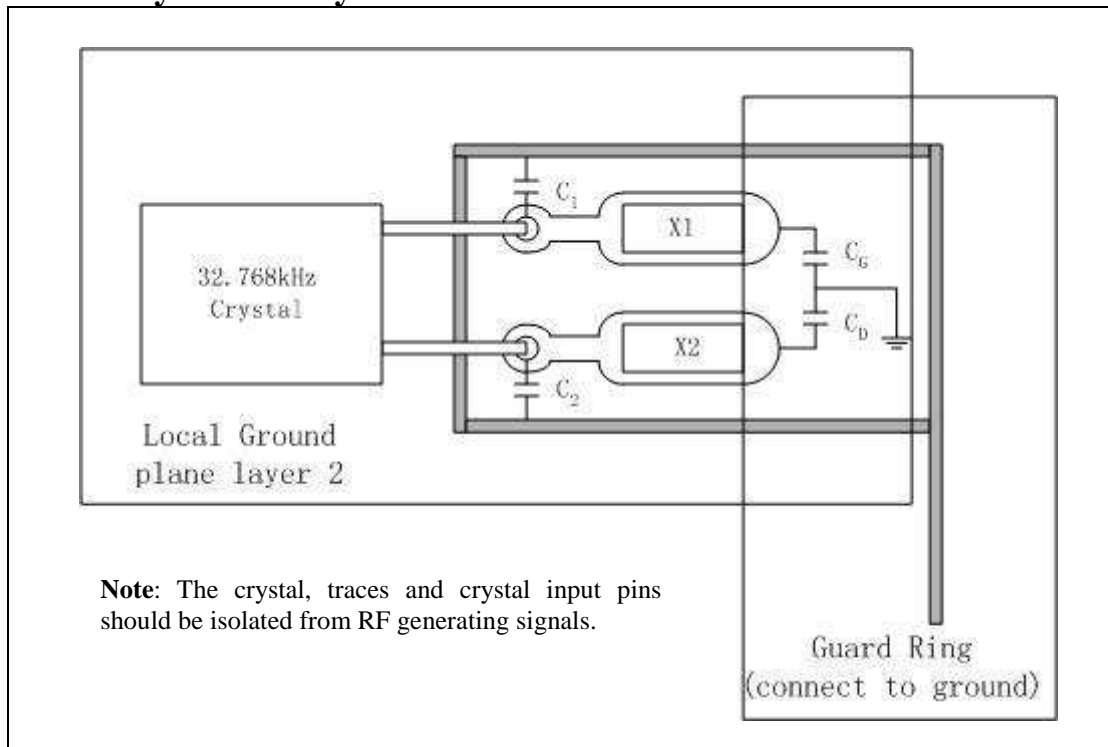 C1
X1
32.768kHz
Crystal
CG
CD
X2
C2
Local Ground
plane layer 2
Note: The crystal, traces and crystal input pins
should be isolated from RF generating signals.
Guard Ring
(connect to ground)